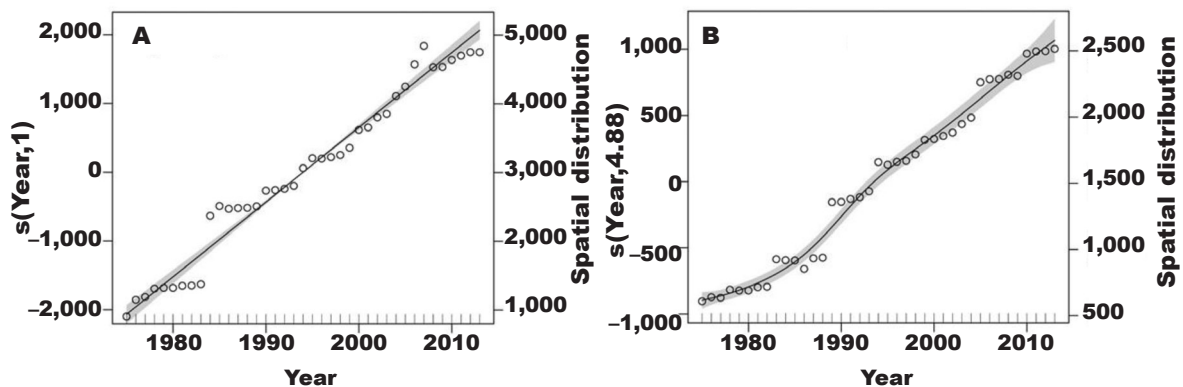 A
2,000
1,000
0
–1,000
–2,000
s(Year,1)
5,000
4,000
3,000
2,000
1,000
Spatial distribution
1980 1990 2000 2010
Year
B
1,000
500
0
–500
–1,000
s(Year,4.88)
2,500
2,000
1,500
1,000
500
Spatial distribution
1980 1990 2000 2010
Year